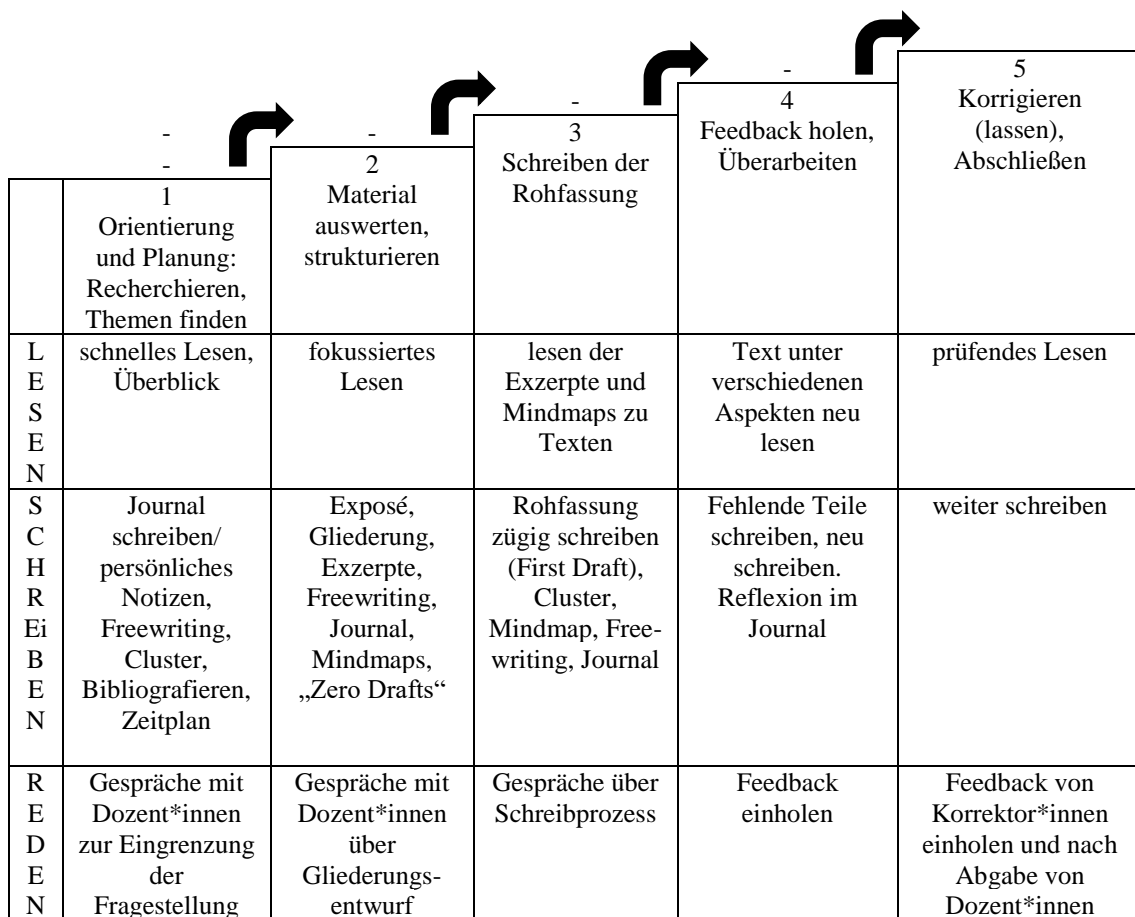 -
-
1
Orientierung
und Planung:
Recherchieren,
Themen finden
-
2
Material
auswerten,
strukturieren
-
3
Schreiben der
Rohfassung
-
4
Feedback holen,
Überarbeiten
5
Korrigieren
(lassen),
Abschließen
L
E
S
E
N
schnelles Lesen,
Überblick
fokussiertes
Lesen
lesen der
Exzerpte und
Mindmaps zu
Texten
Text unter
verschiedenen
Aspekten neu
lesen
prüfendes Lesen
S
C
H
R
Ei
B
E
N
Journal
schreiben/
persönliches
Notizen,
Freewriting,
Cluster,
Bibliografieren,
Zeitplan
Exposé,
Gliederung,
Exzerpte,
Freewriting,
Journal,
Mindmaps,
„Zero Drafts“
Rohfassung
zügig schreiben
(First Draft),
Cluster,
Mindmap, Free-
writing, Journal
Fehlende Teile
schreiben, neu
schreiben.
Reflexion im
Journal
weiter schreiben
R
E
D
E
N
Gespräche mit
Dozent*innen
zur Eingrenzung
der
Fragestellung
Gespräche mit
Dozent*innen
über
Gliederungs-
entwurf
Gespräche über
Schreibprozess
Feedback
einholen
Feedback von
Korrektor*innen
einholen und nach
Abgabe von
Dozent*innen